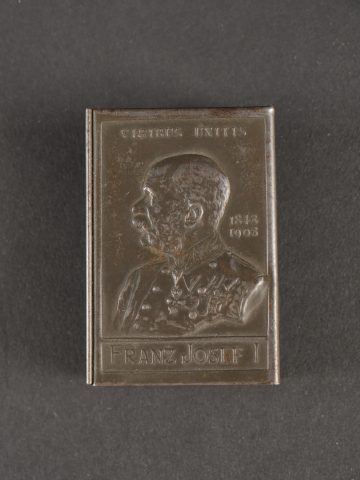 VIRIBUS UNITIS
1848
1908
FRANZ JOSEF I